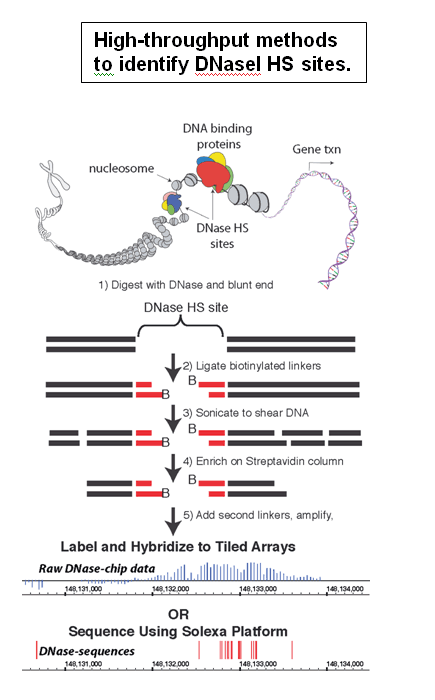 High-throughput methods
to identify DNaseI HS sites.
DNA binding
proteins
Gene txn
nucleosome
DNase HS
sites
1) Digest with DNase and blunt end
DNase HS site
2) Ligate biotinylated linkers
B
B
3) Sonicate to shear DNA
B
B
4) Enrich on Streptavidin column
B
B
5) Add second linkers, amplify,
Label and Hybridize to Tiled Arrays
Raw DNase-chip data
148,131,000 148,132,000 148,133,000 148,134,000
OR
Sequence Using Solexa Platform
DNase-sequences
148,131,000 148,132,000 148,133,000 148,134,000